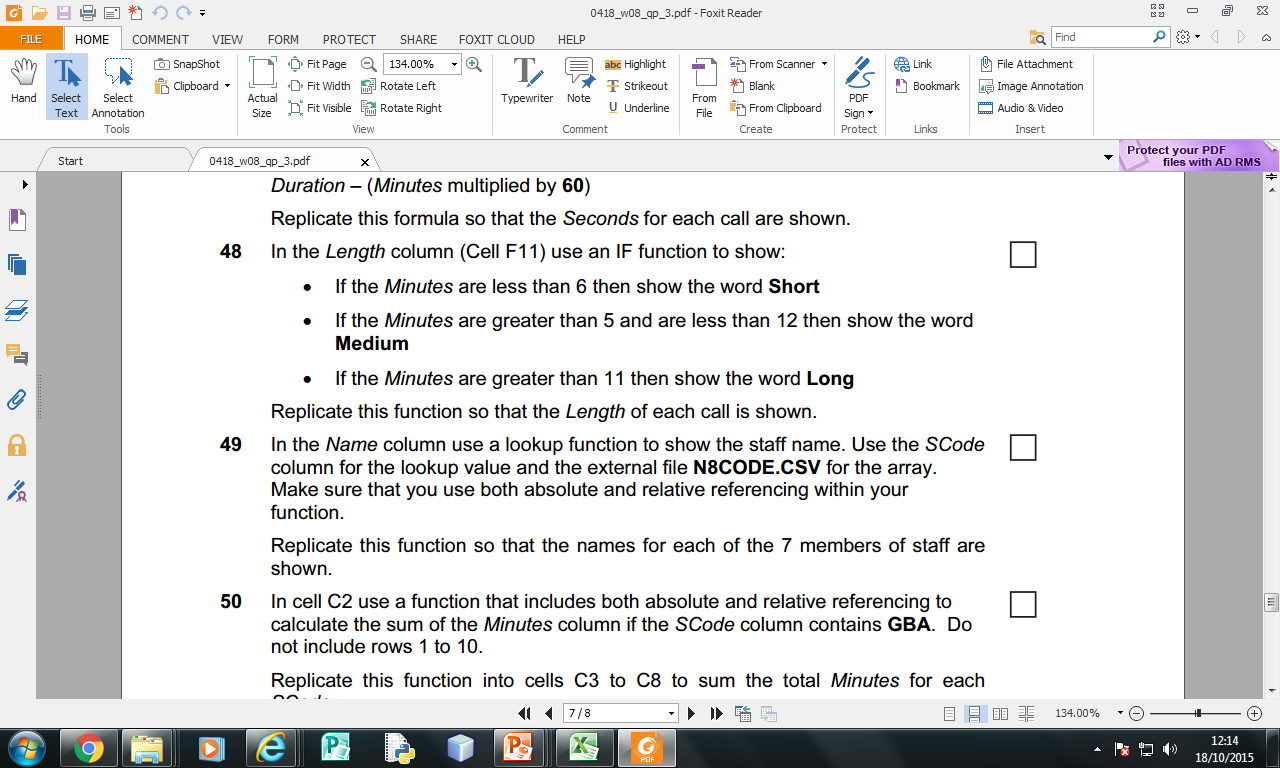 0418_w08_qp_3.pdf - Foxit Reader
FILE HOME COMMENT VIEW FORM PROTECT SHARE FOXIT CLOUD HELP Find
Hand
Select Text
Select Annotation
SnapShot
Clipboard
Tools
Actual Size
Fit Page
Fit Width
Fit Visible
134.00%
Rotate Left
Rotate Right
View
Typewriter
Note
abc Highlight
Strikeout
Underline
Comment
From File
From Scanner
Blank
From Clipboard
Create
PDF Sign
Protect
Link
Bookmark
Links
File Attachment
Image Annotation
Audio & Video
Insert
Start 0418_w08_qp_3.pdf
Protect your PDF
files with AD RMS
Duration – (Minutes multiplied by 60)
Replicate this formula so that the Seconds for each call are shown.
48 In the Length column (Cell F11) use an IF function to show:
• If the Minutes are less than 6 then show the word Short
• If the Minutes are greater than 5 and are less than 12 then show the word
Medium
• If the Minutes are greater than 11 then show the word Long
Replicate this function so that the Length of each call is shown.
49 In the Name column use a lookup function to show the staff name. Use the SCode
column for the lookup value and the external file N8CODE.CSV for the array.
Make sure that you use both absolute and relative referencing within your
function.
Replicate this function so that the names for each of the 7 members of staff are
shown.
50 In cell C2 use a function that includes both absolute and relative referencing to
calculate the sum of the Minutes column if the SCode column contains GBA. Do
not include rows 1 to 10.
Replicate this function into cells C3 to C8 to sum the total Minutes for each
7 / 8
134.00%
12:14
18/10/2015